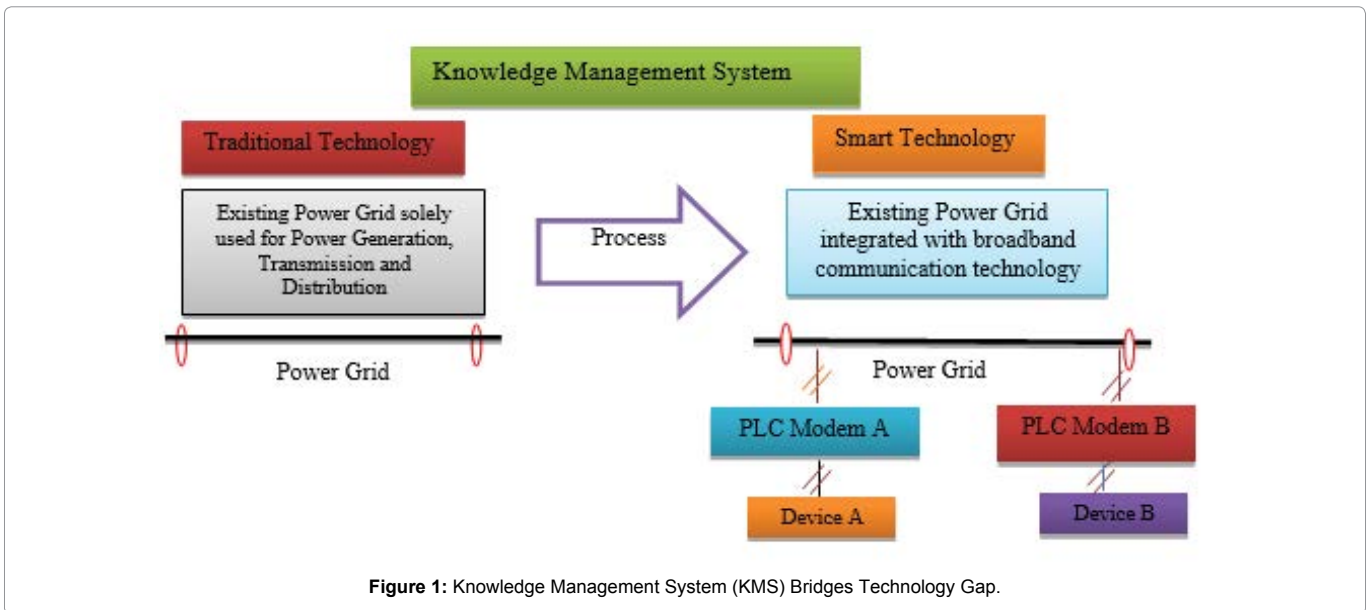 Knowledge Management System
Traditional Technology
Smart Technology
Existing Power Grid solely
used for Power Generation,
Transmission and
Distribution
Process
Existing Power Grid
integrated with broadband
communication technology
Power Grid
Power Grid
PLC Modem A
PLC Modem B
Device A
Device B
Figure 1: Knowledge Management System (KMS) Bridges Technology Gap.